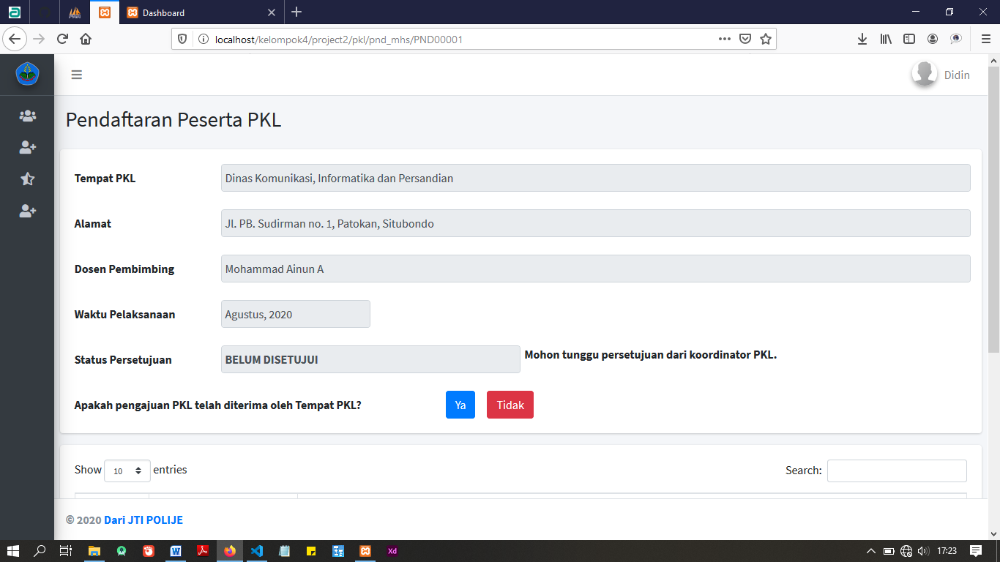 Dashboard
localhost/kelompok4/project2/pkl/pnd_mhs/PND00001
Didin
Pendaftaran Peserta PKL
Tempat PKL Dinas Komunikasi, Informatika dan Persandian
Alamat Jl. PB. Sudirman no. 1, Patokan, Situbondo
Dosen Pembimbing Mohammad Ainun A
Waktu Pelaksanaan Agustus, 2020
Status Persetujuan BELUM DISETUJUI Mohon tunggu persetujuan dari koordinator PKL.
Apakah pengajuan PKL telah diterima oleh Tempat PKL? Ya Tidak
Show 10 entries Search:
© 2020 Dari JTI POLIJE
Xd 17:23